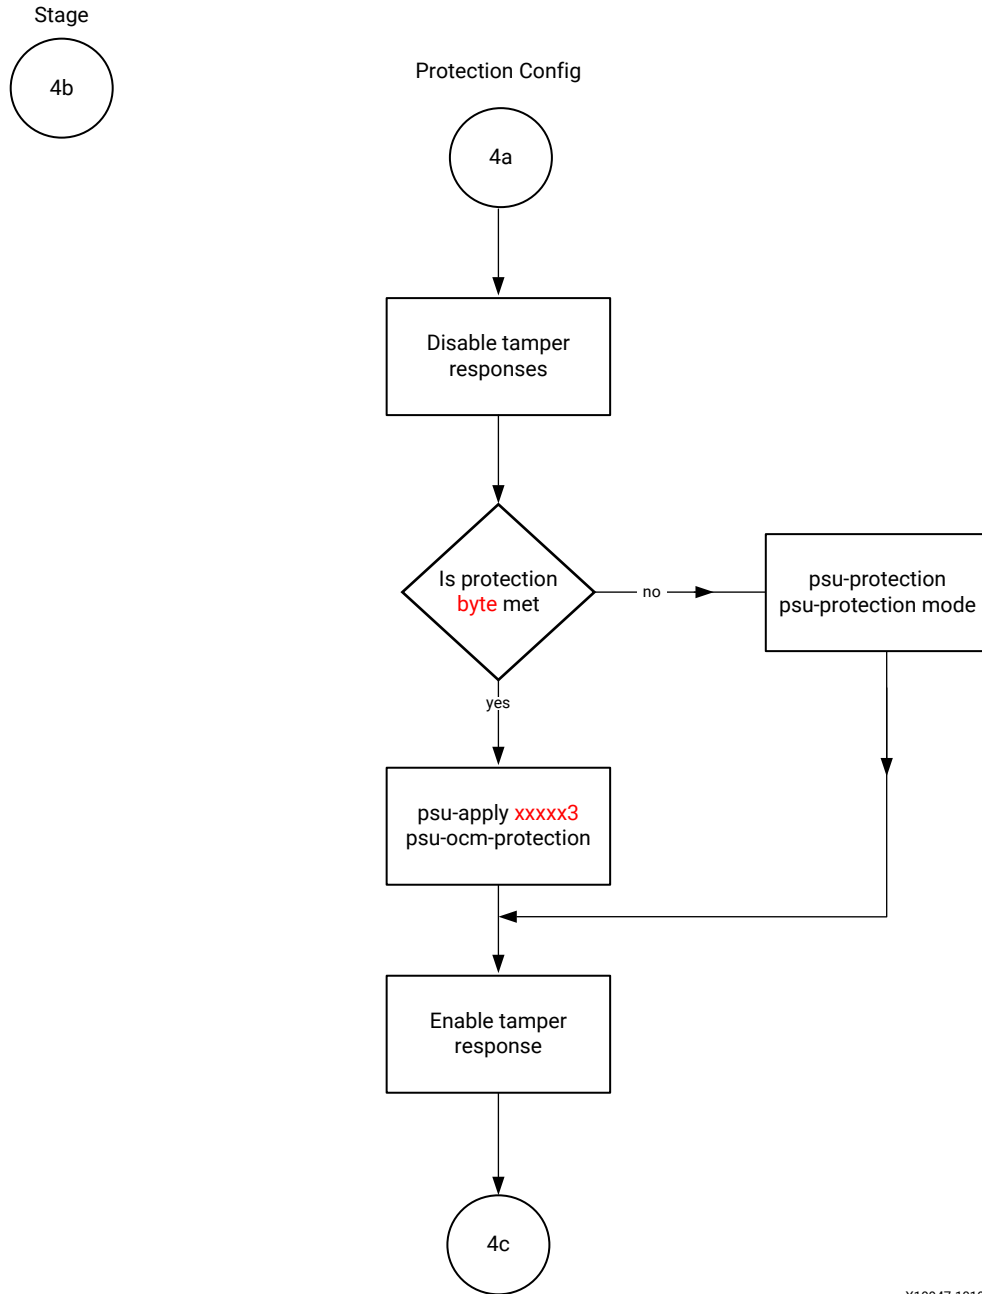 Stage
4b
Protection Config
4a
Disable tamper
responses
Is protection
byte met
no
psu-protection
psu-protection mode
yes
psu-apply xxxxx3
psu-ocm-protection
Enable tamper
response
4c